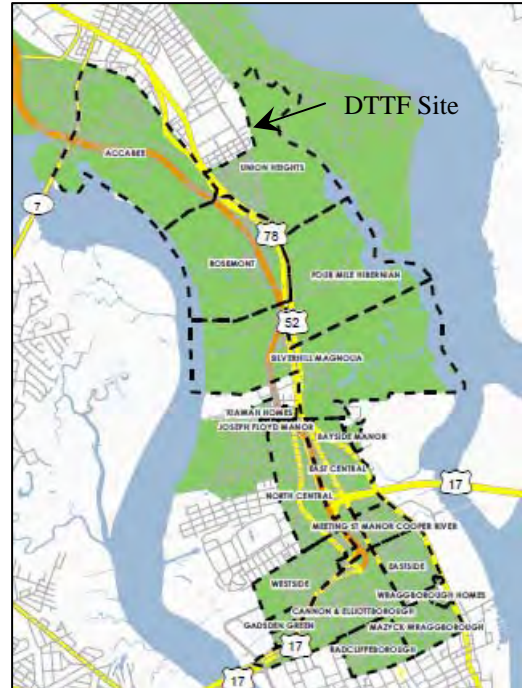 DTTF Site
ACCABEE
UNION HEIGHTS
7
78
ROSEMONT
FOUR MILE HIBERNIAN
52
SILVERHILL MAGNOLIA
KIAWAH HOMES
JOSEPH FLOYD MANOR
BAYSIDE MANOR
EAST CENTRAL
17
NORTH CENTRAL
MEETING ST MANOR COOPER RIVER
EASTSIDE
WESTSIDE
WRAGGBOROUGH HOMES
CANNON & ELLIOTTBOROUGH
GADSDEN GREEN
MAZYCK WRAGGBOROUGH
17
RADCLIFFEBOROUGH
17